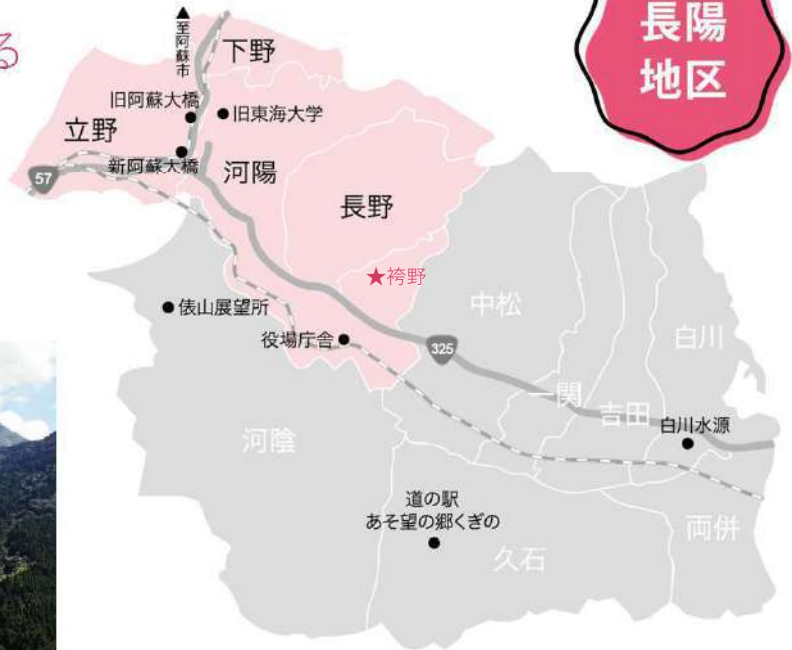 る
長陽
地区
至阿蘇市
下野
旧阿蘇大橋
旧東海大学
立野
新阿蘇大橋
河陽
57
長野
★袴野
中松
俵山展望所
役場庁舎
325
白川
一関
吉田
白川水源
河陰
道の駅
あそ望の郷くぎの
両併
久石